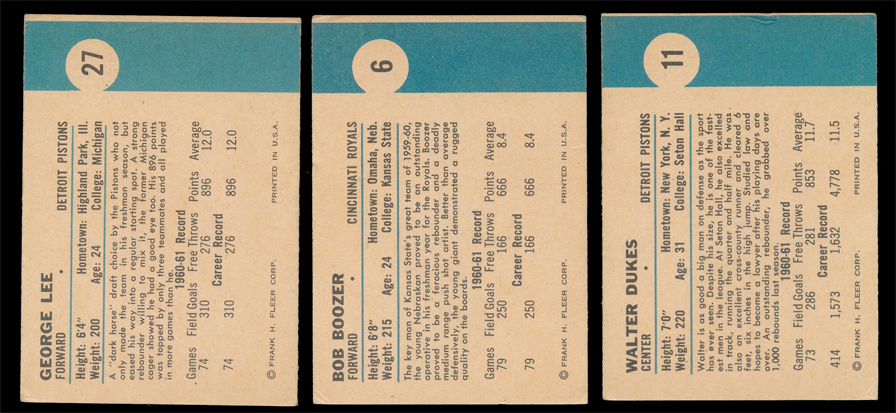 27
GEORGE LEE
FORWARD • DETROIT PISTONS
Height: 6'4" Hometown: Highland Park, Ill.
Weight: 200 Age: 24 College: Michigan
A "dark horse" draft choice by the Pistons who not
only made the team in his freshman season, but
eased his way into a regular starting spot. A strong
rebounder willing to mix it, the former Michigan
cager showed he had a good eye too. His 896 points
was topped by only three teammates and all played
in more games than he.
1960-61 Record
Games Field Goals Free Throws Points Average
74 310 276 896 12.0
Career Record
74 310 276 896 12.0
© FRANK H. FLEER CORP. PRINTED IN U.S.A.
6
BOB BOOZER
FORWARD • CINCINNATI ROYALS
Height: 6'8" Hometown: Omaha, Neb.
Weight: 215 Age: 24 College: Kansas State
The key man of Kansas State's great team of 1959-60,
the young Nebraskan proved to be an outstanding
operative in his freshman year for the Royals. Boozer
proved to be a ferocious rebounder and a deadly
medium range push shot artist. Better than average
defensively, the young giant demonstrated a rugged
quality on the boards.
1960-61 Record
Games Field Goals Free Throws Points Average
79 250 166 666 8.4
Career Record
79 250 166 666 8.4
© FRANK H. FLEER CORP. PRINTED IN U.S.A.
11
WALTER DUKES
CENTER • DETROIT PISTONS
Height: 7'0" Hometown: New York, N. Y.
Weight: 220 Age: 31 College: Seton Hall
Walter is as good a big man on defense as the sport
has ever seen. Despite his size, he is one of the fast-
est men in the league. At Seton Hall, he also excelled
in track, running the quarter and half mile. He was
also an excellent cross-county runner and cleared 6
feet, six inches in the high jump. Studied law and
hopes to become a lawyer after his playing days are
over. An outstanding rebounder, he grabbed over
1,000 rebounds last season.
1960-61 Record
Games Field Goals Free Throws Points Average
73 286 281 853 11.7
Career Record
414 1,573 1,632 4,778 11.5
© FRANK H. FLEER CORP. PRINTED IN U.S.A.